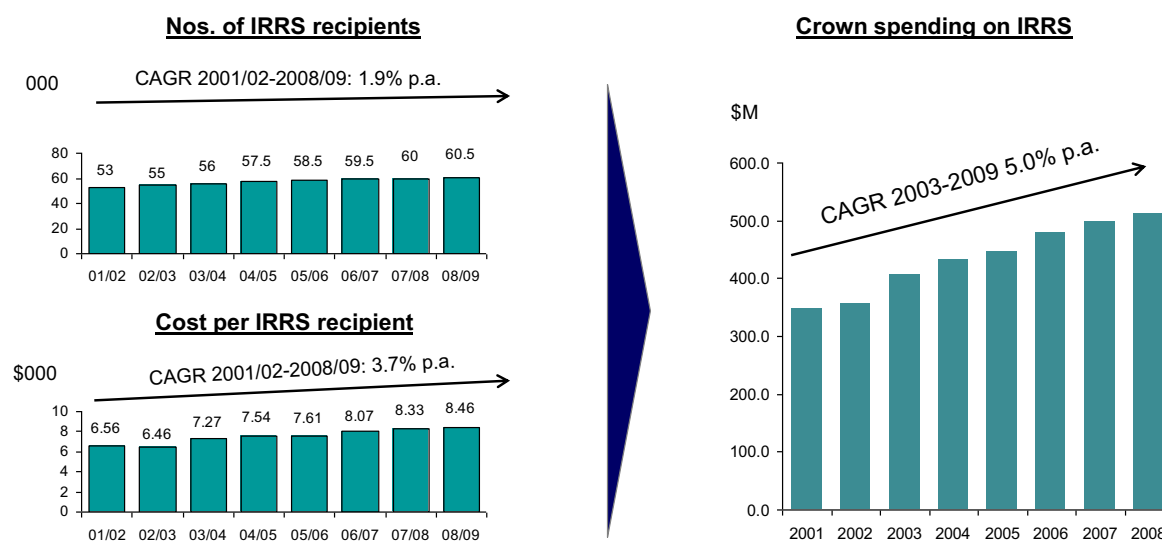 Nos. of IRRS recipients
000
CAGR 2001/02-2008/09: 1.9% p.a.
80
60
40
20
0
53 55 56 57.5 58.5 59.5 60 60.5
01/02 02/03 03/04 04/05 05/06 06/07 07/08 08/09
Cost per IRRS recipient
$000
CAGR 2001/02-2008/09: 3.7% p.a.
10
8
6
4
2
0
6.56 6.46 7.27 7.54 7.61 8.07 8.33 8.46
01/02 02/03 03/04 04/05 05/06 06/07 07/08 08/09
Crown spending on IRRS
$M
CAGR 2003-2009 5.0% p.a.
600.0
500.0
400.0
300.0
200.0
100.0
0.0
2001 2002 2003 2004 2005 2006 2007 2008